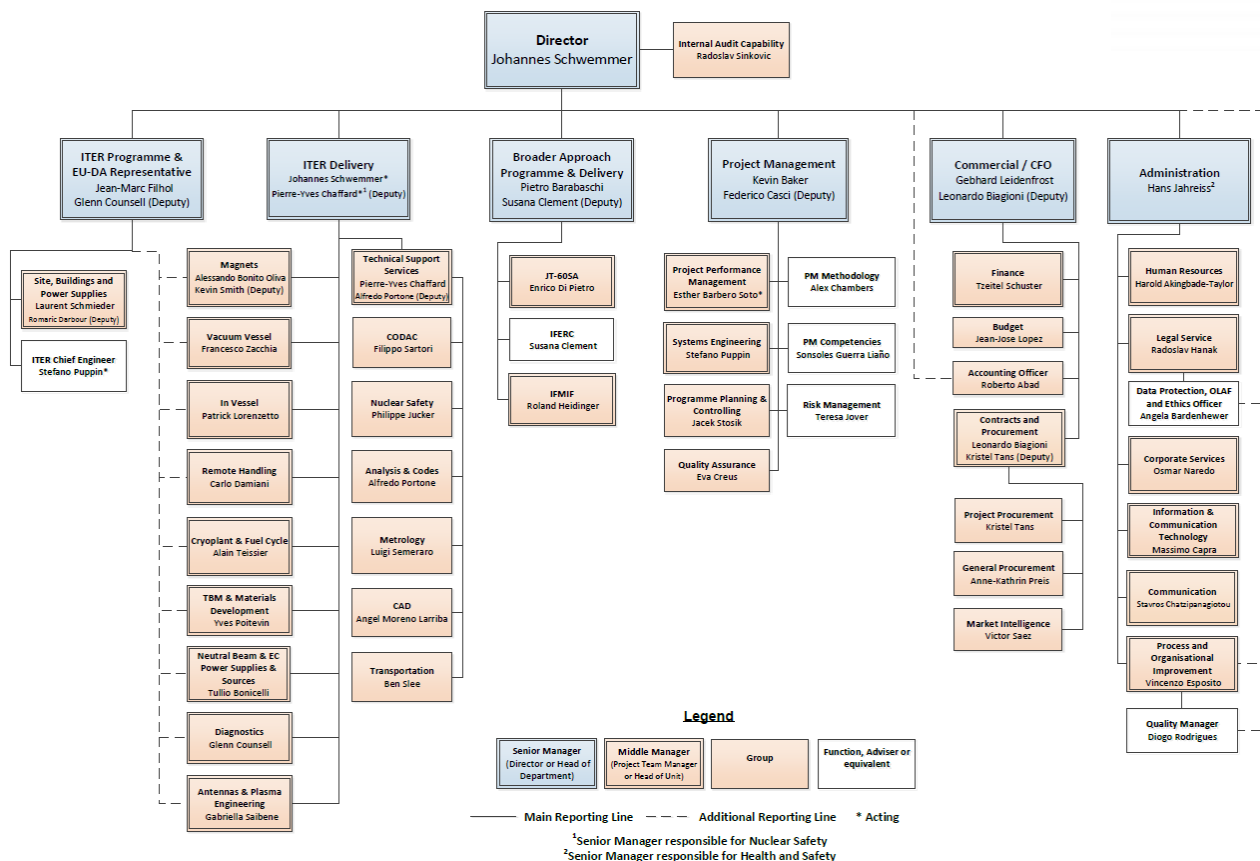 Director
Johannes Schwemmer
Internal Audit Capability
Radoslav Sinkovic
ITER Programme &
EU-DA Representative
Jean-Marc Filhol
Glenn Counsell (Deputy)
ITER Delivery
Johannes Schwemmer*
Pierre-Yves Chaffard*¹ (Deputy)
Broader Approach
Programme & Delivery
Pietro Barabaschi
Susana Clement (Deputy)
Project Management
Kevin Baker
Federico Casci (Deputy)
Commercial / CFO
Gebhard Leidenfrost
Leonardo Biagioni (Deputy)
Administration
Hans Jahreiss²
Site, Buildings and
Power Supplies
Laurent Schmieder
Romaric Darbour (Deputy)
ITER Chief Engineer
Stefano Puppin*
Magnets
Alessando Bonito Oliva
Kevin Smith (Deputy)
Vacuum Vessel
Francesco Zacchia
In Vessel
Patrick Lorenzetto
Remote Handling
Carlo Damiani
Cryoplant & Fuel Cycle
Alain Teissier
TBM & Materials
Development
Yves Poitevin
Neutral Beam & EC
Power Supplies &
Sources
Tullio Bonicelli
Diagnostics
Glenn Counsell
Antennas & Plasma
Engineering
Gabriella Saibene
Technical Support
Services
Pierre-Yves Chaffard
Alfredo Portone (Deputy)
CODAC
Filippo Sartori
Nuclear Safety
Philippe Jucker
Analysis & Codes
Alfredo Portone
Metrology
Luigi Semeraro
CAD
Angel Moreno Larriba
Transportation
Ben Slee
JT-60SA
Enrico Di Pietro
IFERC
Susana Clement
IFMIF
Roland Heidinger
Project Performance
Management
Esther Barbero Soto*
Systems Engineering
Stefano Puppin
Programme Planning &
Controlling
Jacek Stosik
Quality Assurance
Eva Creus
PM Methodology
Alex Chambers
PM Competencies
Sonsoles Guerra Liaño
Risk Management
Teresa Jover
Finance
Tzeitel Schuster
Budget
Jean-Jose Lopez
Accounting Officer
Roberto Abad
Contracts and
Procurement
Leonardo Biagioni
Kristel Tans (Deputy)
Project Procurement
Kristel Tans
General Procurement
Anne-Kathrin Preis
Market Intelligence
Victor Saez
Human Resources
Harold Akingbade-Taylor
Legal Service
Radoslav Hanak
Data Protection, OLAF
and Ethics Officer
Angela Bardenhewer
Corporate Services
Osmar Naredo
Information &
Communication
Technology
Massimo Capra
Communication
Stavros Chatzipanagiotou
Process and
Organisational
Improvement
Vincenzo Esposito
Quality Manager
Diogo Rodrigues
Legend
Senior Manager
(Director or Head of
Department)
Middle Manager
(Project Team Manager
or Head of Unit)
Group
Function, Adviser or
equivalent
Main Reporting Line
Additional Reporting Line
* Acting
¹Senior Manager responsible for Nuclear Safety
²Senior Manager responsible for Health and Safety